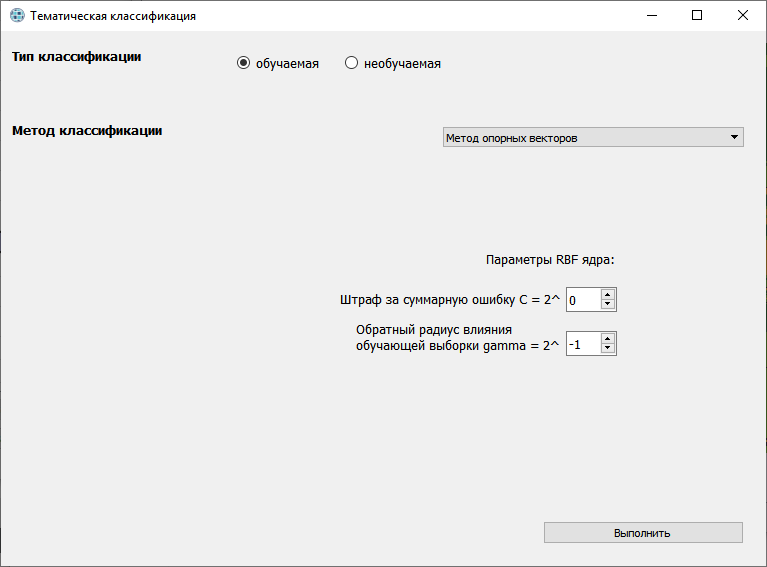 Тематическая классификация
Тип классификации
обучаемая
необучаемая
Метод классификации
Метод опорных векторов
Параметры RBF ядра:
Штраф за суммарную ошибку C = 2^ 0
Обратный радиус влияния
обучающей выборки gamma = 2^ -1
Выполнить